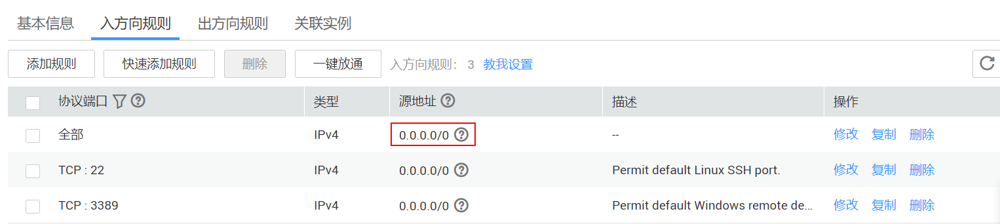 基本信息 入方向规则 出方向规则 关联实例
添加规则 快速添加规则 删除 一键放通 入方向规则： 3 教我设置
协议端口 类型 源地址 描述 操作
全部 IPv4 0.0.0.0/0 -- 修改 复制 删除
TCP : 22 IPv4 0.0.0.0/0 Permit default Linux SSH port. 修改 复制 删除
TCP : 3389 IPv4 0.0.0.0/0 Permit default Windows remote de... 修改 复制 删除